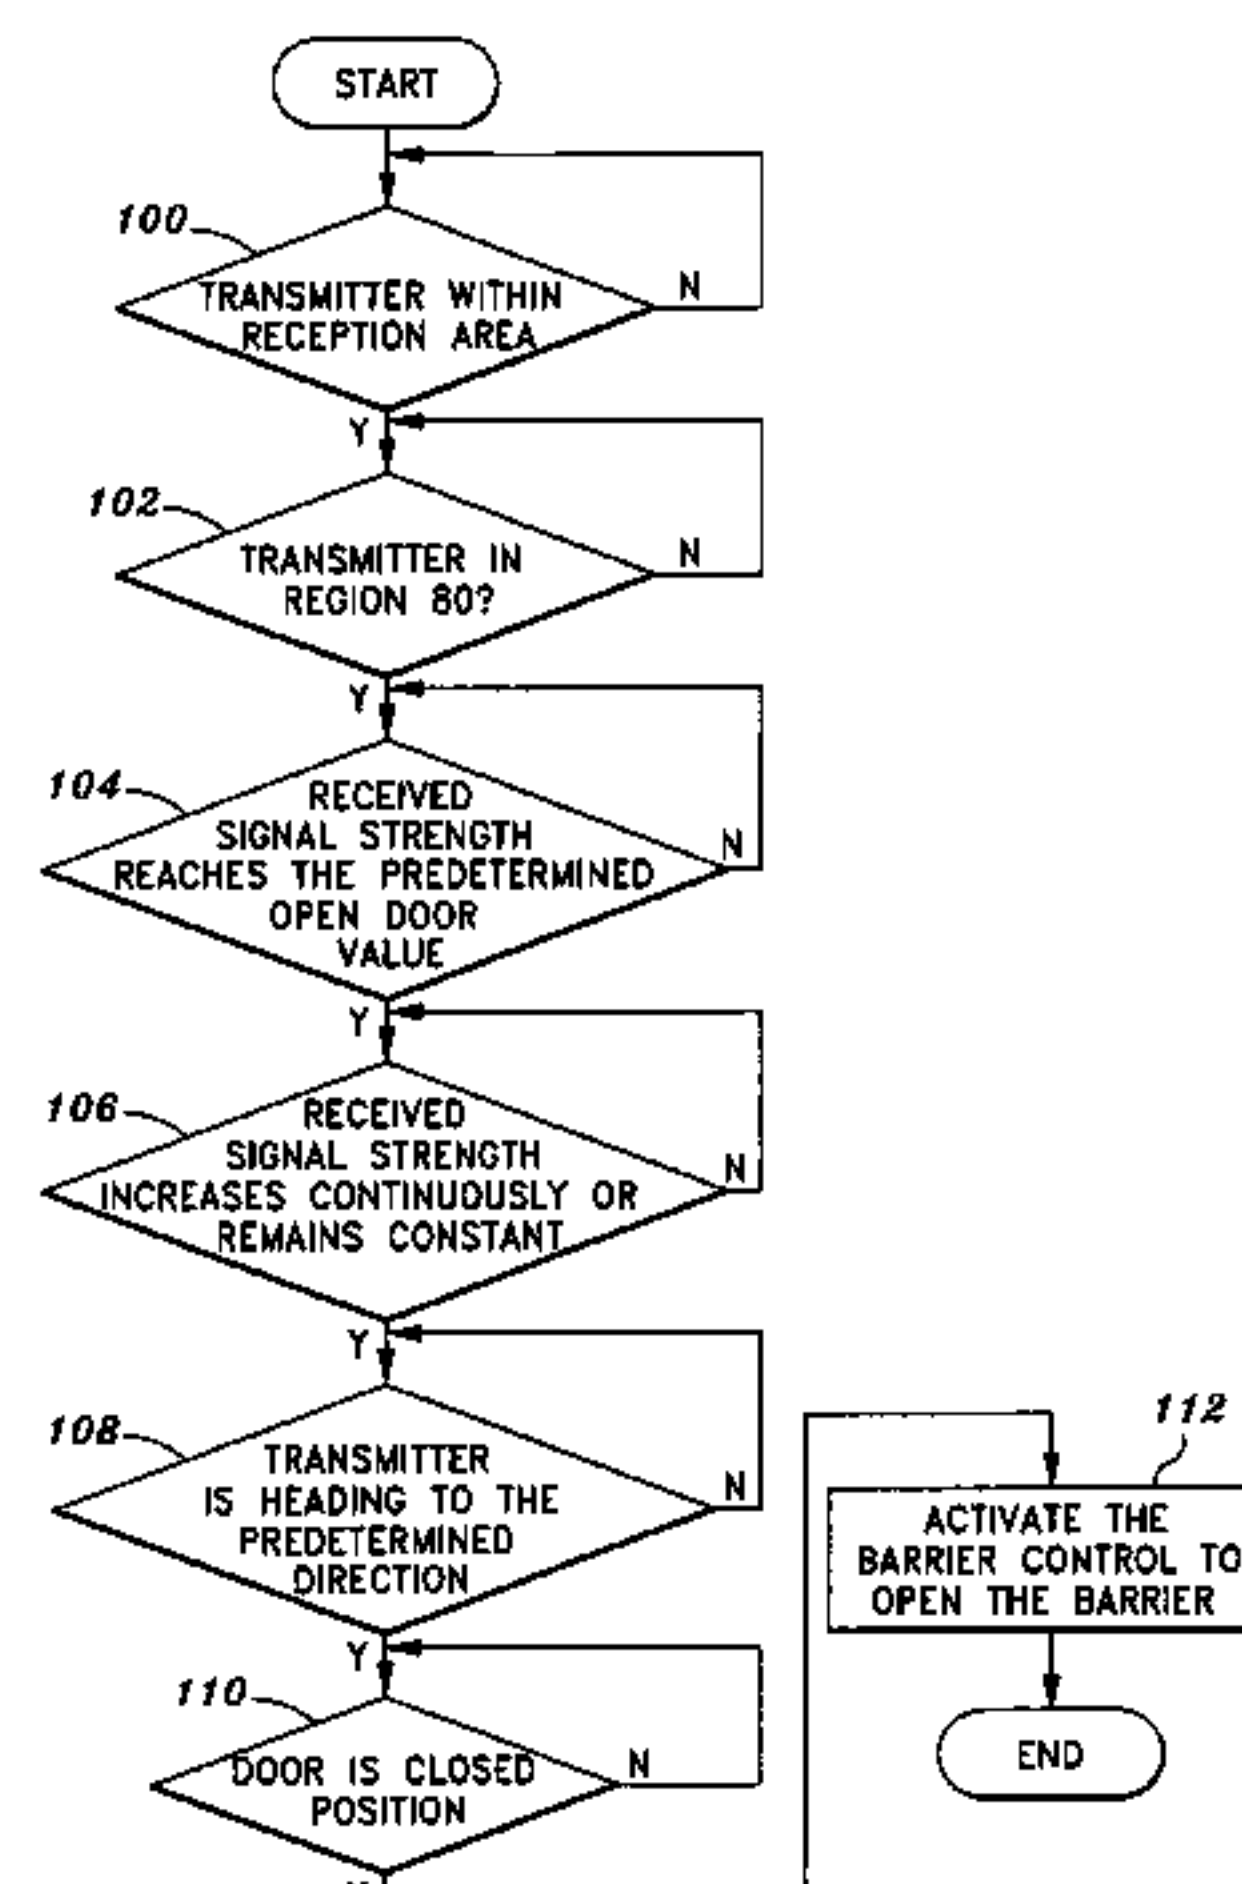 START
100
TRANSMITTER WITHIN
RECEPTION AREA
N
Y
102
TRANSMITTER IN
REGION 80?
N
Y
104
RECEIVED
SIGNAL STRENGTH
REACHES THE PREDETERMINED
OPEN DOOR
VALUE
N
Y
106
RECEIVED
SIGNAL STRENGTH
INCREASES CONTINUOUSLY OR
REMAINS CONSTANT
N
Y
108
TRANSMITTER
IS HEADING TO THE
PREDETERMINED
DIRECTION
N
Y
110
DOOR IS CLOSED
POSITION
N
112
ACTIVATE THE
BARRIER CONTROL TO
OPEN THE BARRIER
END